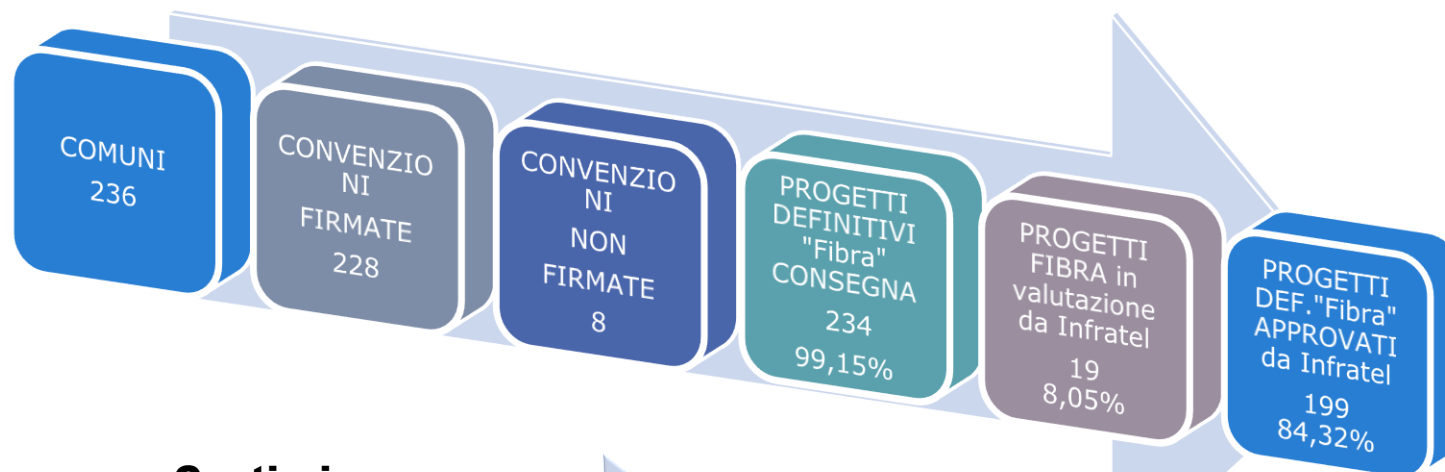 COMUNI
236
CONVENZIO
NI
FIRMATE
228
CONVENZIO
NI
NON
FIRMATE
8
PROGETTI
DEFINITIVI
"Fibra"
CONSEGNA
234
99,15%
PROGETTI
FIBRA in
valutazione
da Infratel
19
8,05%
PROGETTI
DEF."Fibra"
APPROVATI
da Infratel
199
84,32%